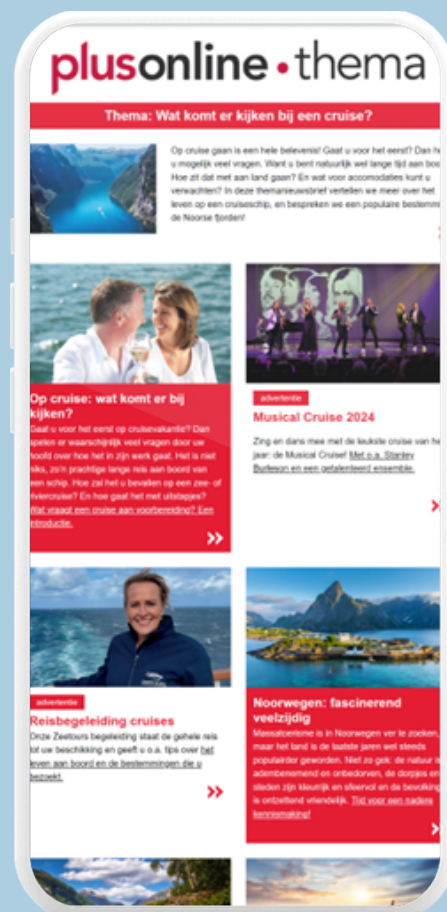 plusonline • thema
Thema: Wat komt er kijken bij een cruise?
Op cruise gaan is een hele belevenis! Gaat u voor het eerst? Dan
u mogelijk veel vragen. Want u bent natuurlijk wel lange tijd aan
Hoe zit dat met aan land gaan? En wat voor accomodaties kunt u
verwachten? In deze themanieuwsbrief vertellen we meer over het
leven op een cruiseschip, en bespreken we een populaire
de Noorse fjorden!
Op cruise: wat komt er bij
kijken?
Gaat u voor het eerst op cruisevakantie? Dan
spelen er waarschijnlijk veel vragen door uw
hoofd over hoe het in zijn werk gaat. Het is niet
niks, zo'n prachtige lange reis aan boord van
een schip. Hoe zal het u bevallen op een zee- of
riviercruise? En hoe gaat het met uitstapjes?
Wat vraagt een cruise aan voorbereiding? Een
introductie.
advertentie
Musical Cruise 2024
Zing en dans mee met de leukste cruise van
jaar: de Musical Cruise! Met o.a. Stanley
Burleson en een getalenteerd ensemble.
advertentie
Reisbegeleiding cruises
Onze Zeetours begeleiding staat de gehele reis
tot uw beschikking en geeft u o.a. tips over het
leven aan boord en de bestemmingen die u
bezoekt.
Noorwegen: fascinerend
veelzijdig
Massatoerisme is in Noorwegen ver te zoeken,
maar het land is de laatste jaren wel steeds
populairder geworden. Niet zo gek: de natuur is
adembenemend en onbedorven, de dorpjes en
steden zijn kleurrijk en sfeervol en de bevolking
is ontzettend vriendelijk. Tijd voor een nadere
kennismaking!